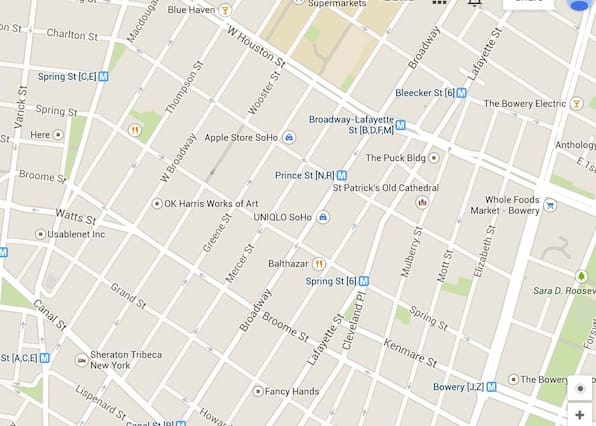 Supermarkets
Blue Haven
Macdougal
Charlton St
W Houston St
Broadway
Lafayette St
Spring St [C,E]
Thompson St
Wooster St
Bleecker St [6]
Varick St
Spring St
The Bowery Electric
Broadway-Lafayette
St [B,D,F,M]
Here
W Broadway
Apple Store SoHo
Anthology
The Puck Bldg
E 1st
Broome St
Prince St [N,R]
St Patrick's Old Cathedral
OK Harris Works of Art
Whole Foods
Market - Bowery
Watts St
UNIQLO SoHo
Greene St
Usablenet Inc
Mercer St
Mulberry St
Mott St
Elizabeth St
Balthazar
Spring St [6]
Sara D. Roosev
Grand St
Canal St
Broadway
Cleveland Pl
Spring St
Broome St
Lafayette St
Forsyt
Kenmare St
St [A,C,E]
Sheraton Tribeca
New York
Bowery [J,Z]
The Bowery
Fancy Hands
Lispenard St
Howard